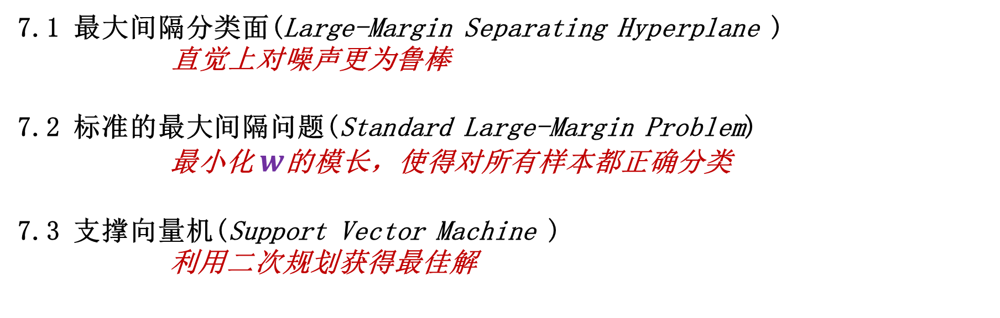 7.1 最大间隔分类面(Large-Margin Separating Hyperplane )
直觉上对噪声更为鲁棒
7.2 标准的最大间隔问题(Standard Large-Margin Problem)
最小化w的模长，使得对所有样本都正确分类
7.3 支撑向量机(Support Vector Machine )
利用二次规划获得最佳解